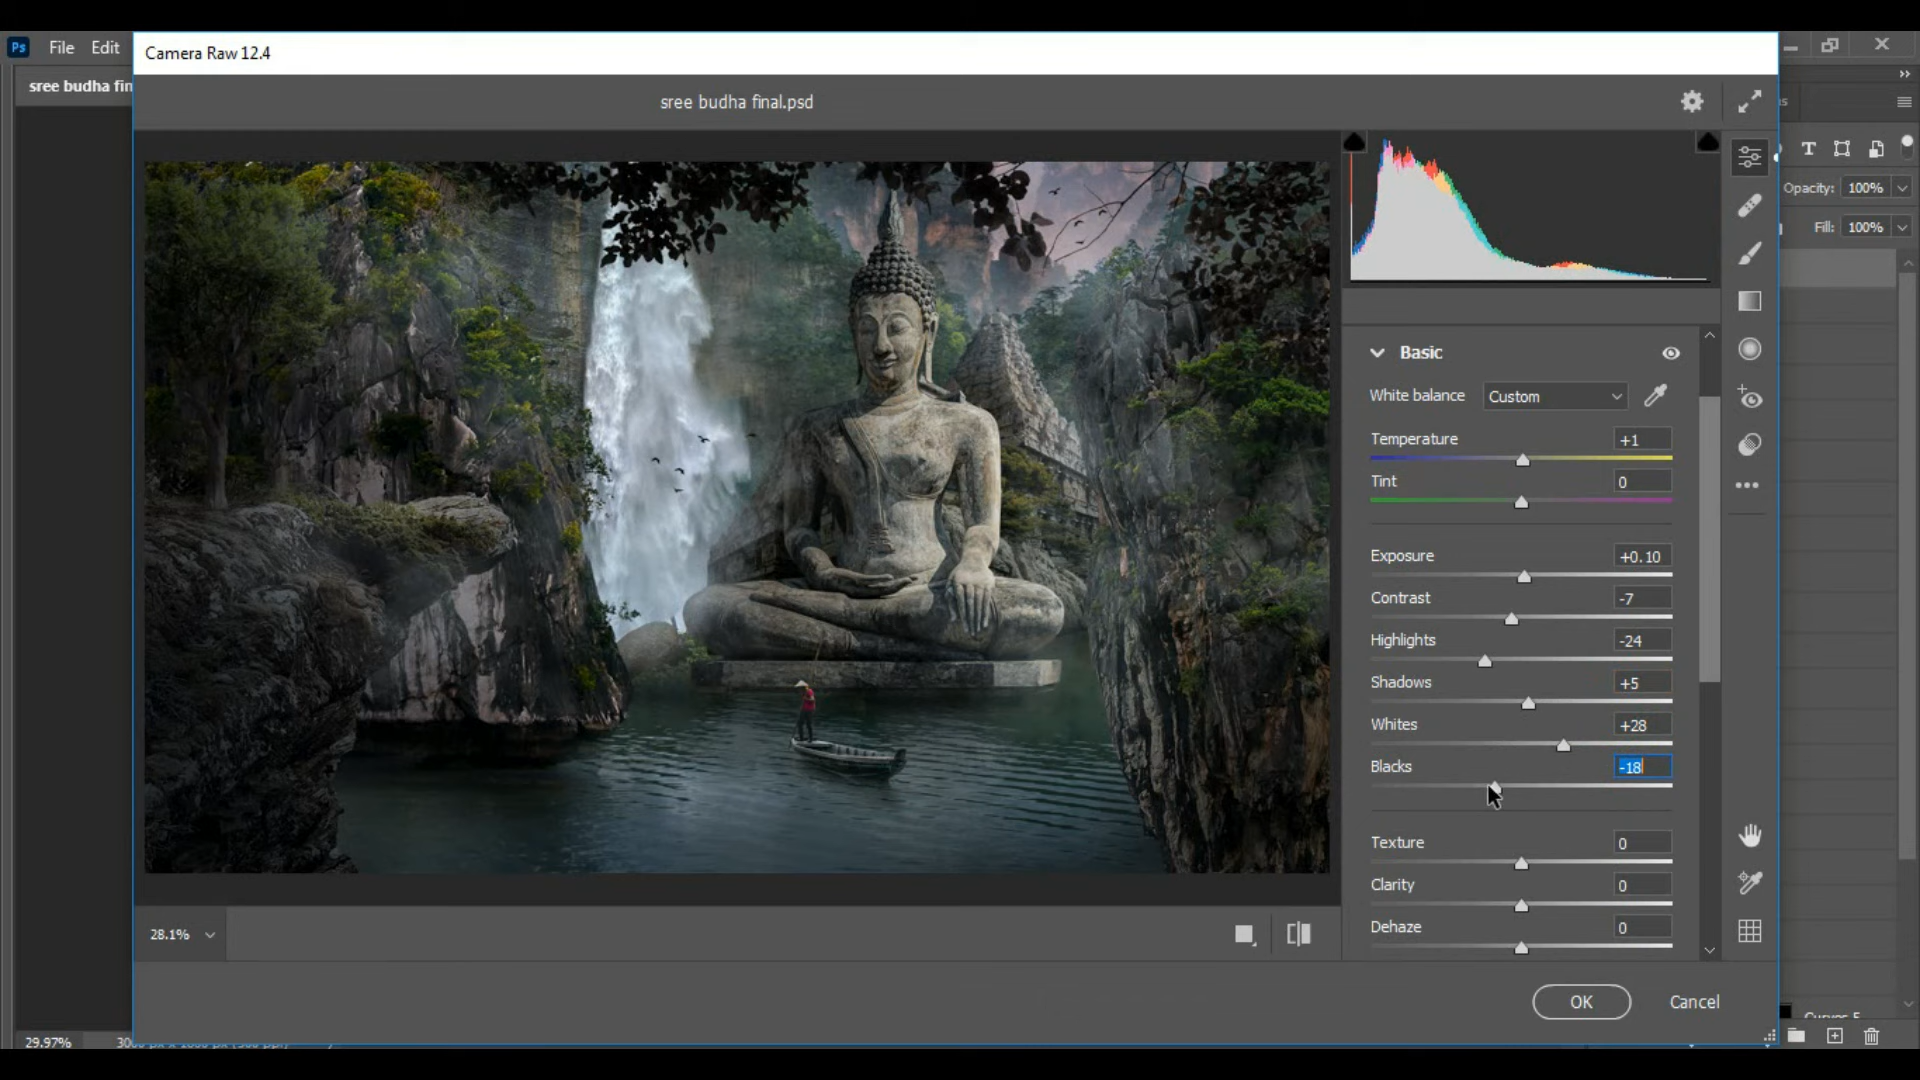 Ps File Edit
Camera Raw 12.4
sree budha fin
sree budha final.psd
T
Opacity: 100%
Fill: 100%
Basic
White balance Custom
Temperature +1
Tint 0
Exposure +0.10
Contrast -7
Highlights -24
Shadows +5
Whites +28
Blacks -18
Texture 0
Clarity 0
Dehaze 0
28.1%
OK Cancel
29.97%